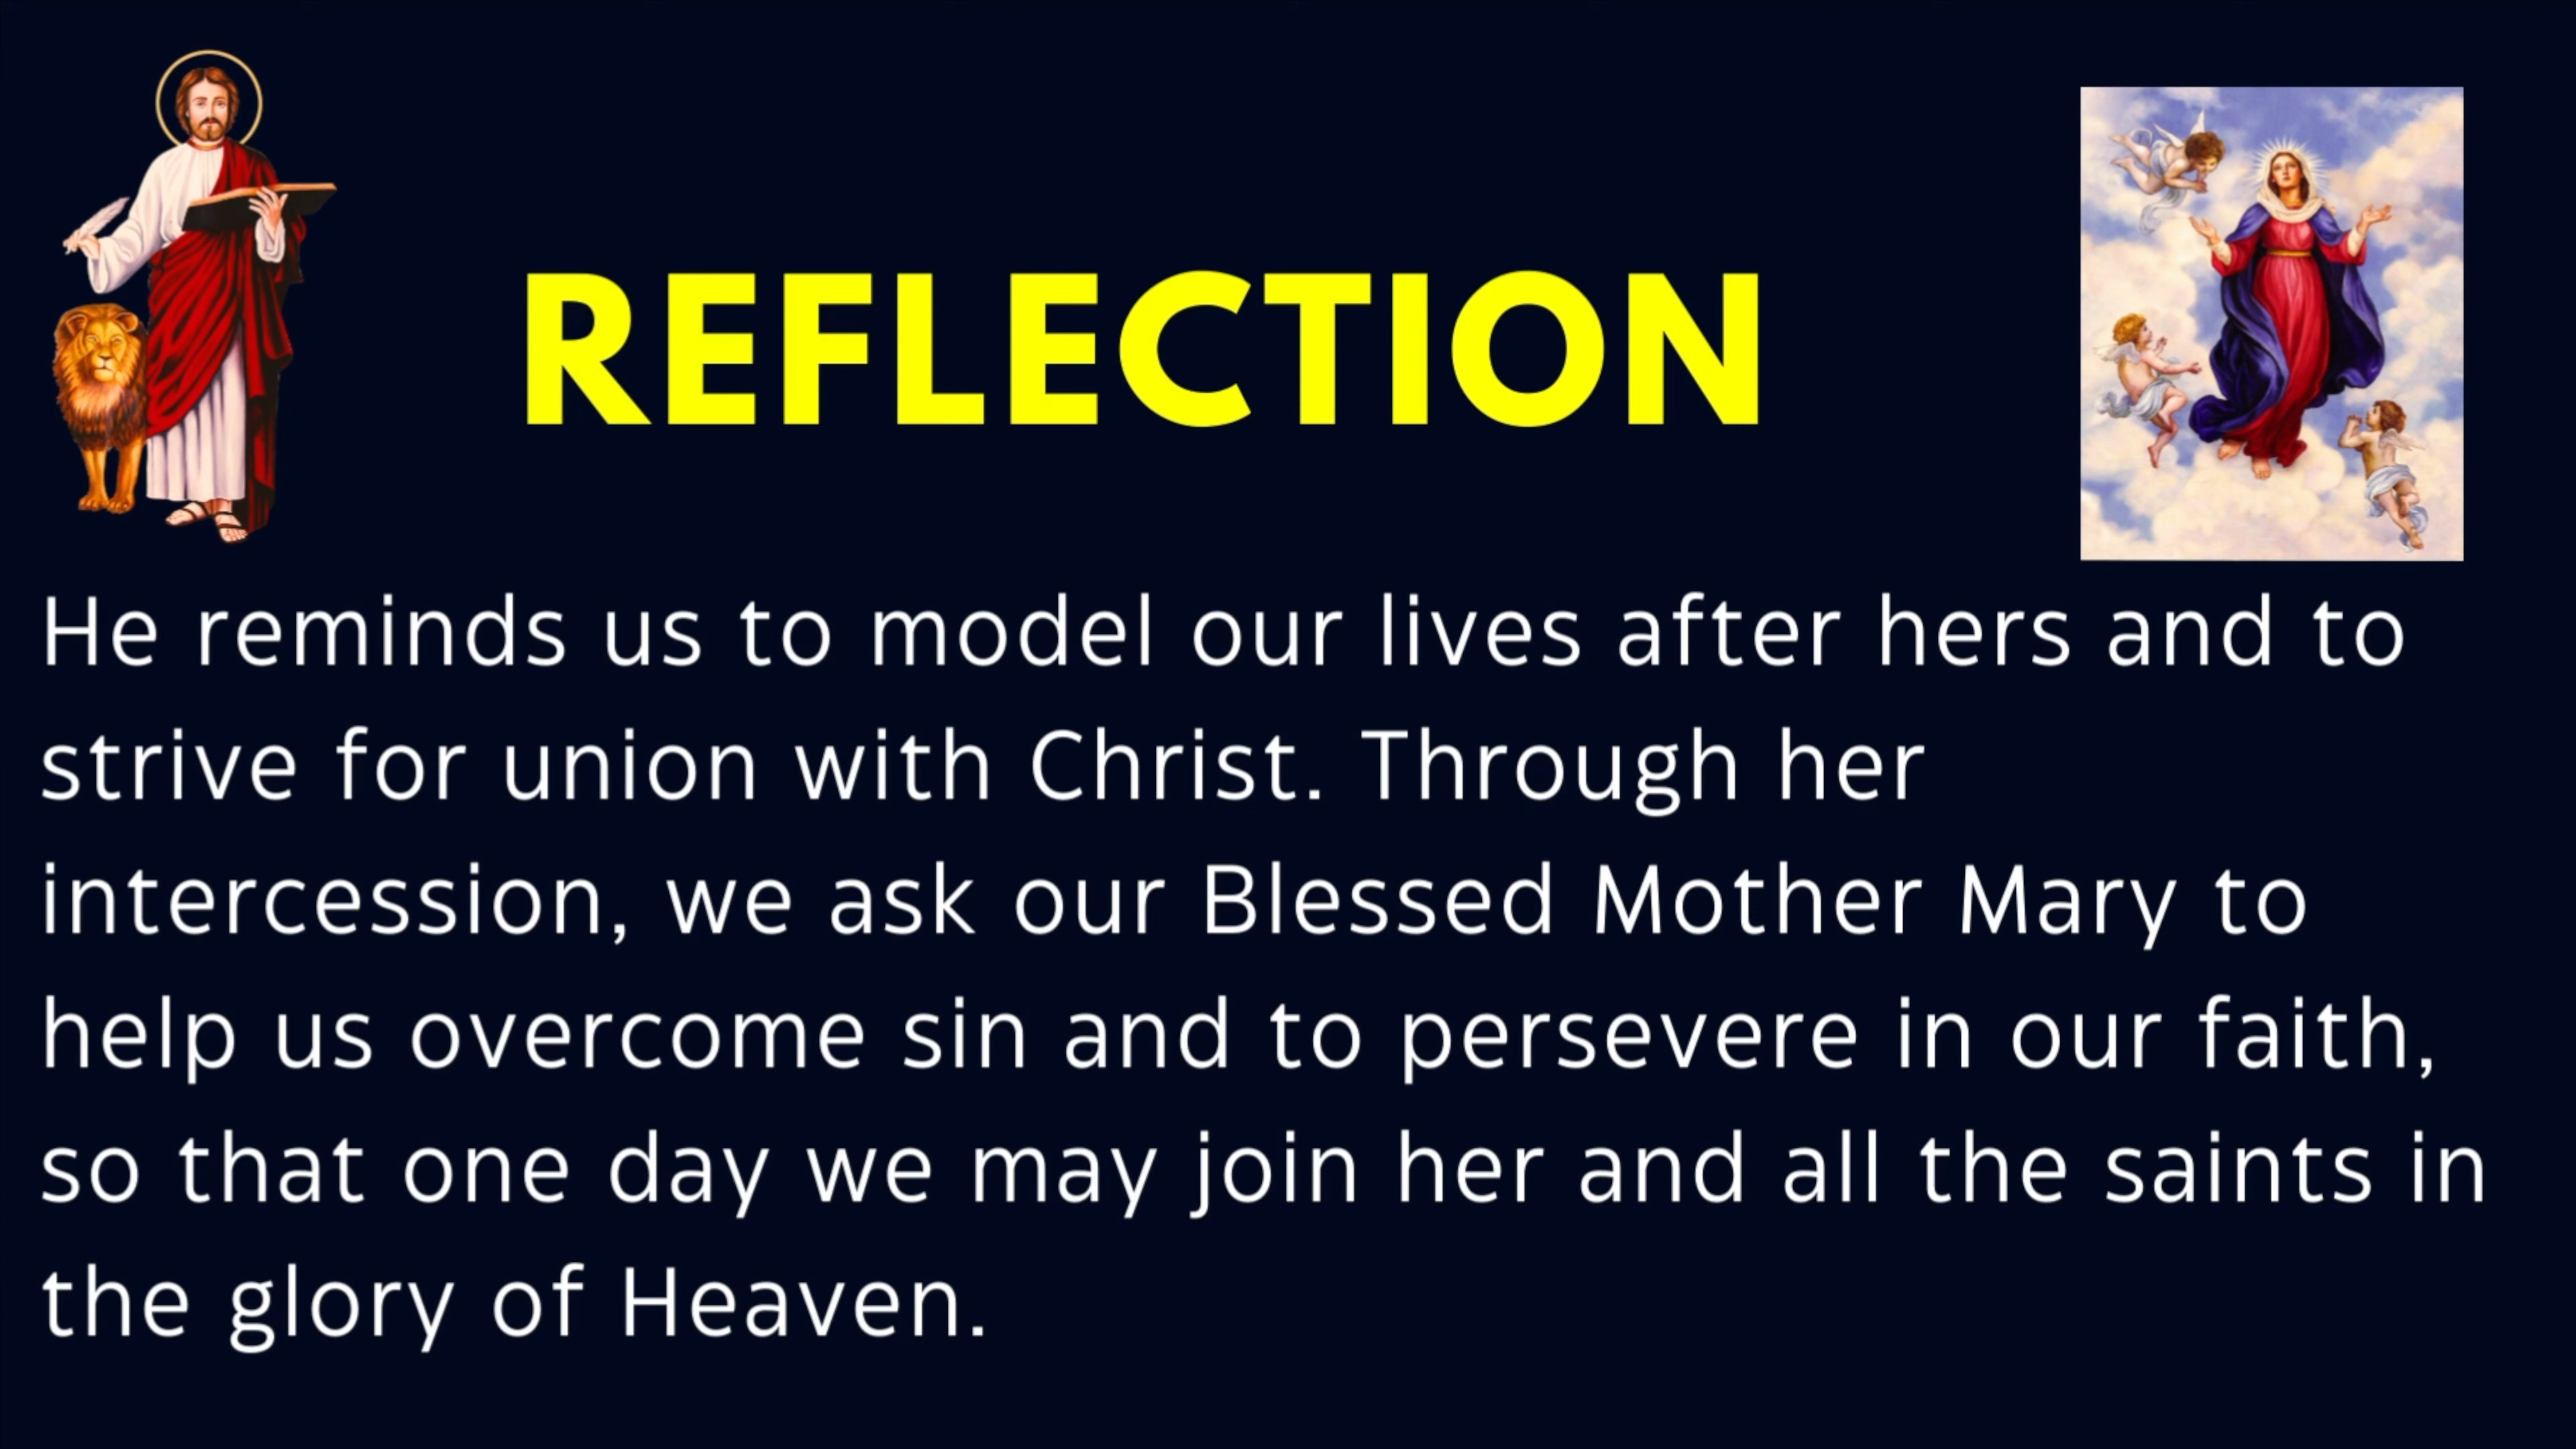 REFLECTION
He reminds us to model our lives after hers and to
strive for union with Christ. Through her
intercession, we ask our Blessed Mother Mary to
help us overcome sin and to persevere in our faith,
so that one day we may join her and all the saints in
the glory of Heaven.